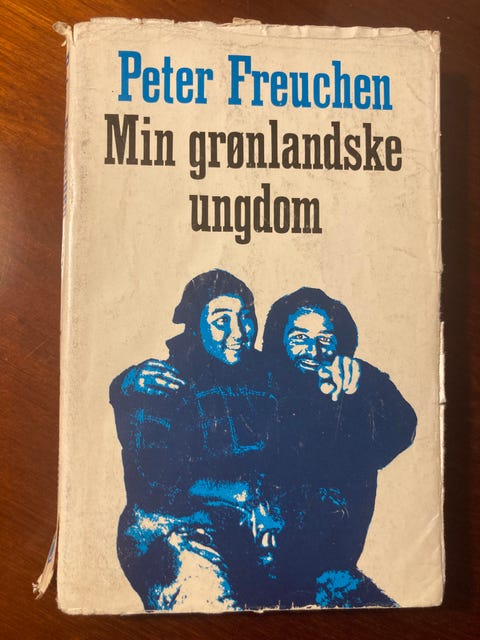 Peter Freuchen
Min grønlandske
ungdom